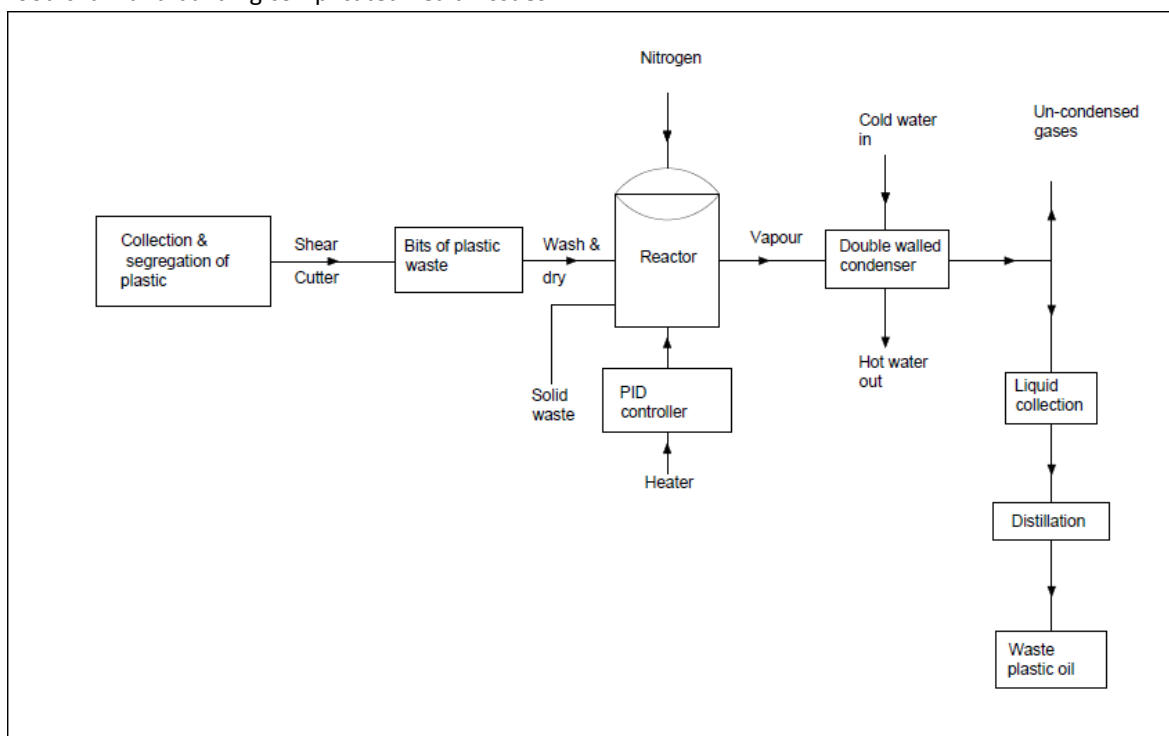 Nitrogen
Un-condensed
gases
Cold water
in
Collection &
segregation of
plastic
Shear
Cutter
Bits of plastic
waste
Wash &
dry
Reactor
Vapour
Double walled
condenser
Hot water
out
Solid
waste
PID
controller
Heater
Liquid
collection
Distillation
Waste
plastic oil